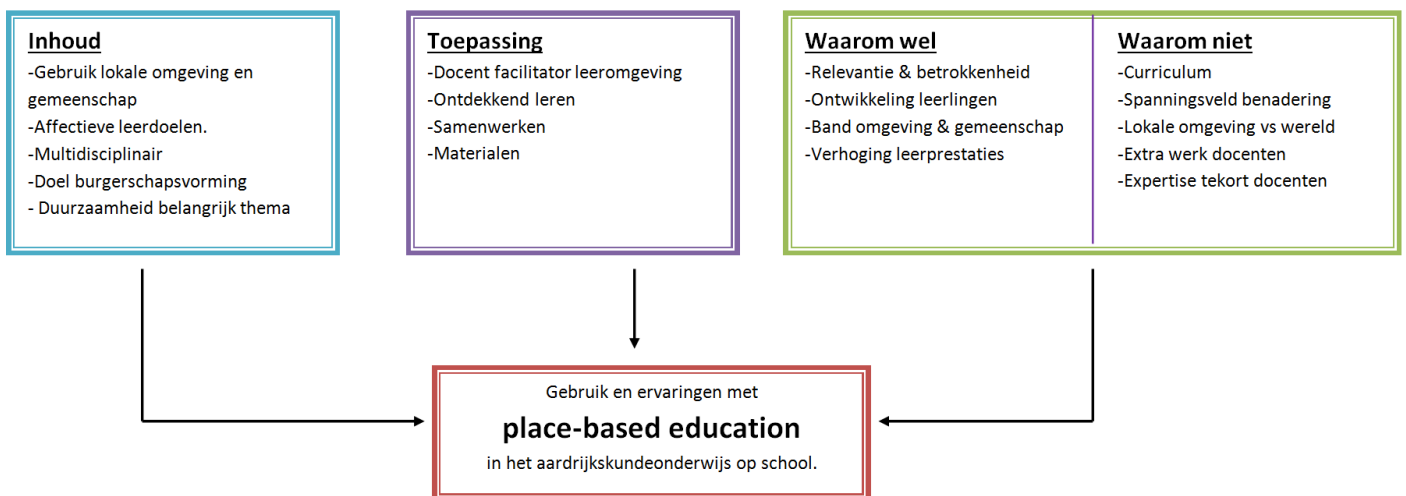 Inhoud
-Gebruik lokale omgeving en
gemeenschap
-Affectieve leerdoelen.
-Multidisciplinair
-Doel burgerschapsvorming
- Duurzaamheid belangrijk thema
Toepassing
-Docent facilitator leeromgeving
-Ontdekkend leren
-Samenwerken
-Materialen
Waarom wel
-Relevantie & betrokkenheid
-Ontwikkeling leerlingen
-Band omgeving & gemeenschap
-Verhoging leerprestaties
Waarom niet
-Curriculum
-Spanningsveld benadering
-Lokale omgeving vs wereld
-Extra werk docenten
-Expertise tekort docenten
Gebruik en ervaringen met
place-based education
in het aardrijkskundeonderwijs op school.